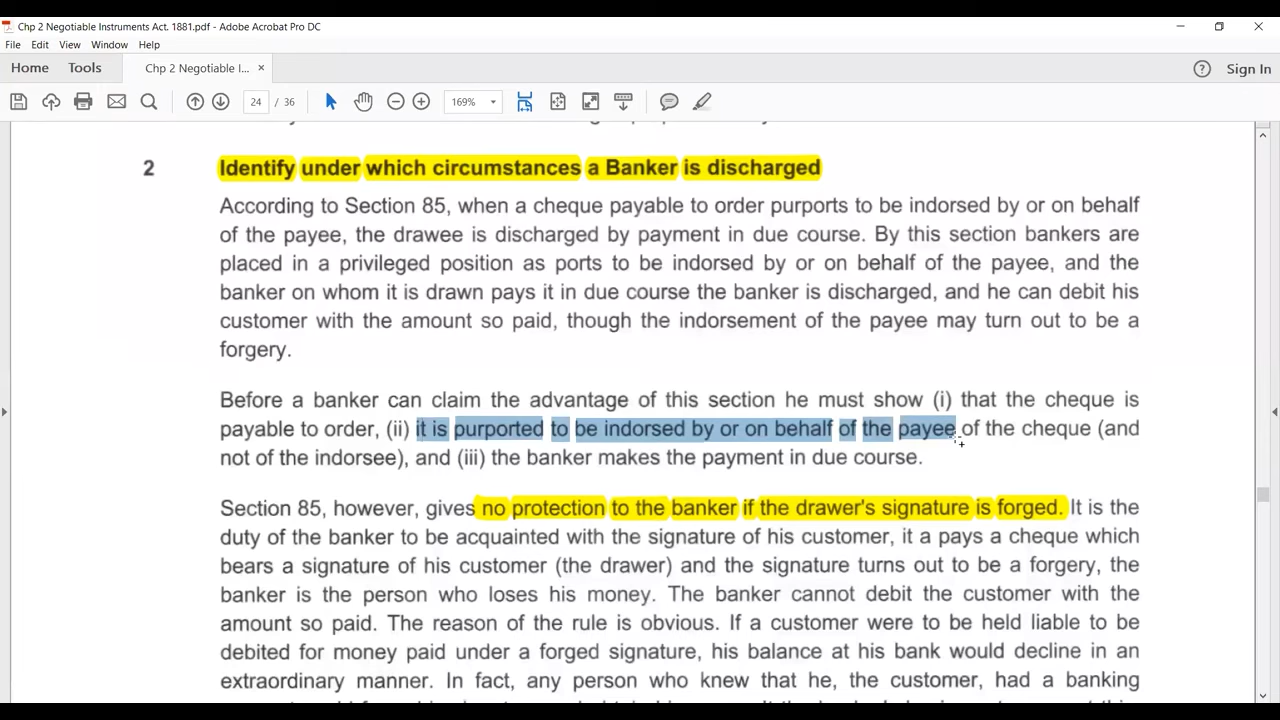 Chp 2 Negotiable Instruments Act. 1881.pdf - Adobe Acrobat Pro DC
File Edit View Window Help
Home Tools Chp 2 Negotiable I... × Sign In
24 / 36 169%
2 Identify under which circumstances a Banker is discharged
According to Section 85, when a cheque payable to order purports to be indorsed by or on behalf
of the payee, the drawee is discharged by payment in due course. By this section bankers are
placed in a privileged position as ports to be indorsed by or on behalf of the payee, and the
banker on whom it is drawn pays it in due course the banker is discharged, and he can debit his
customer with the amount so paid, though the indorsement of the payee may turn out to be a
forgery.
Before a banker can claim the advantage of this section he must show (i) that the cheque is
payable to order, (ii) it is purported to be indorsed by or on behalf of the payee of the cheque (and
not of the indorsee), and (iii) the banker makes the payment in due course.
Section 85, however, gives no protection to the banker if the drawer's signature is forged. It is the
duty of the banker to be acquainted with the signature of his customer, it a pays a cheque which
bears a signature of his customer (the drawer) and the signature turns out to be a forgery, the
banker is the person who loses his money. The banker cannot debit the customer with the
amount so paid. The reason of the rule is obvious. If a customer were to be held liable to be
debited for money paid under a forged signature, his balance at his bank would decline in an
extraordinary manner. In fact, any person who knew that he, the customer, had a banking